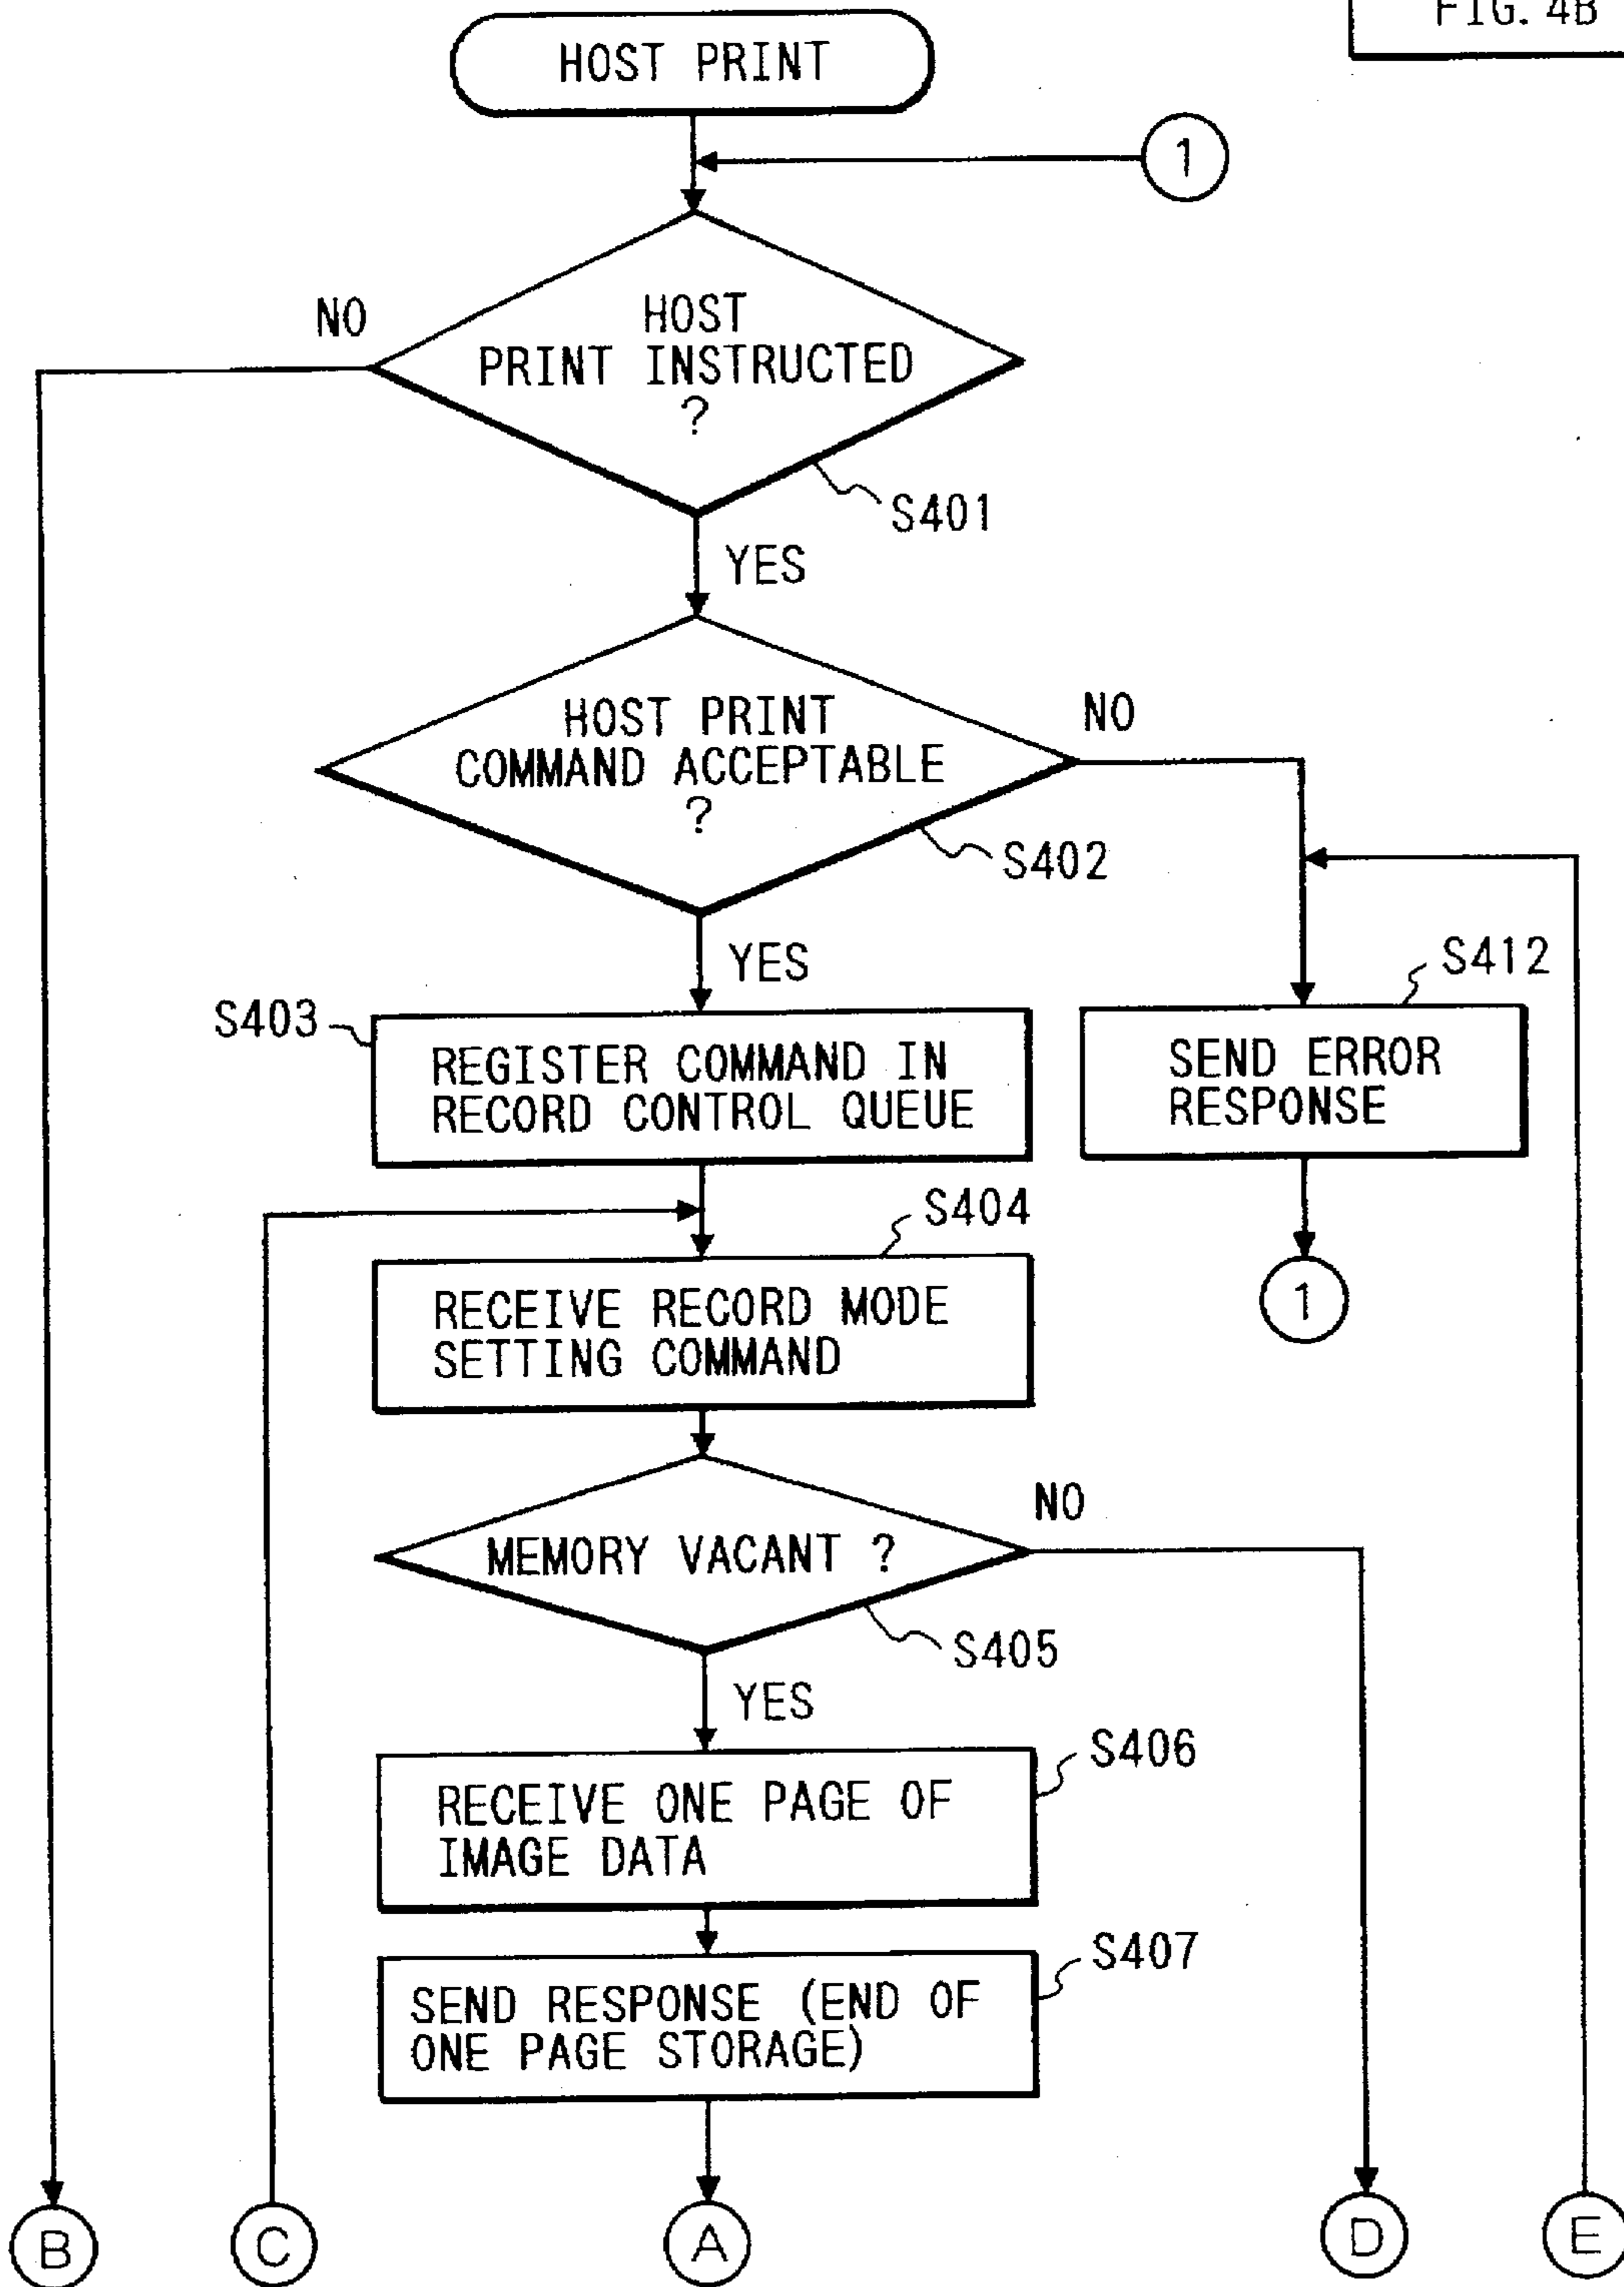 FIG. 4B
HOST PRINT
1
HOST
PRINT INSTRUCTED
?
NO
S401
YES
HOST PRINT
COMMAND ACCEPTABLE
?
NO
S402
YES
S412
S403
REGISTER COMMAND IN
RECORD CONTROL QUEUE
SEND ERROR
RESPONSE
S404
1
RECEIVE RECORD MODE
SETTING COMMAND
MEMORY VACANT ?
NO
S405
YES
S406
RECEIVE ONE PAGE OF
IMAGE DATA
S407
SEND RESPONSE (END OF
ONE PAGE STORAGE)
B
C
A
D
E